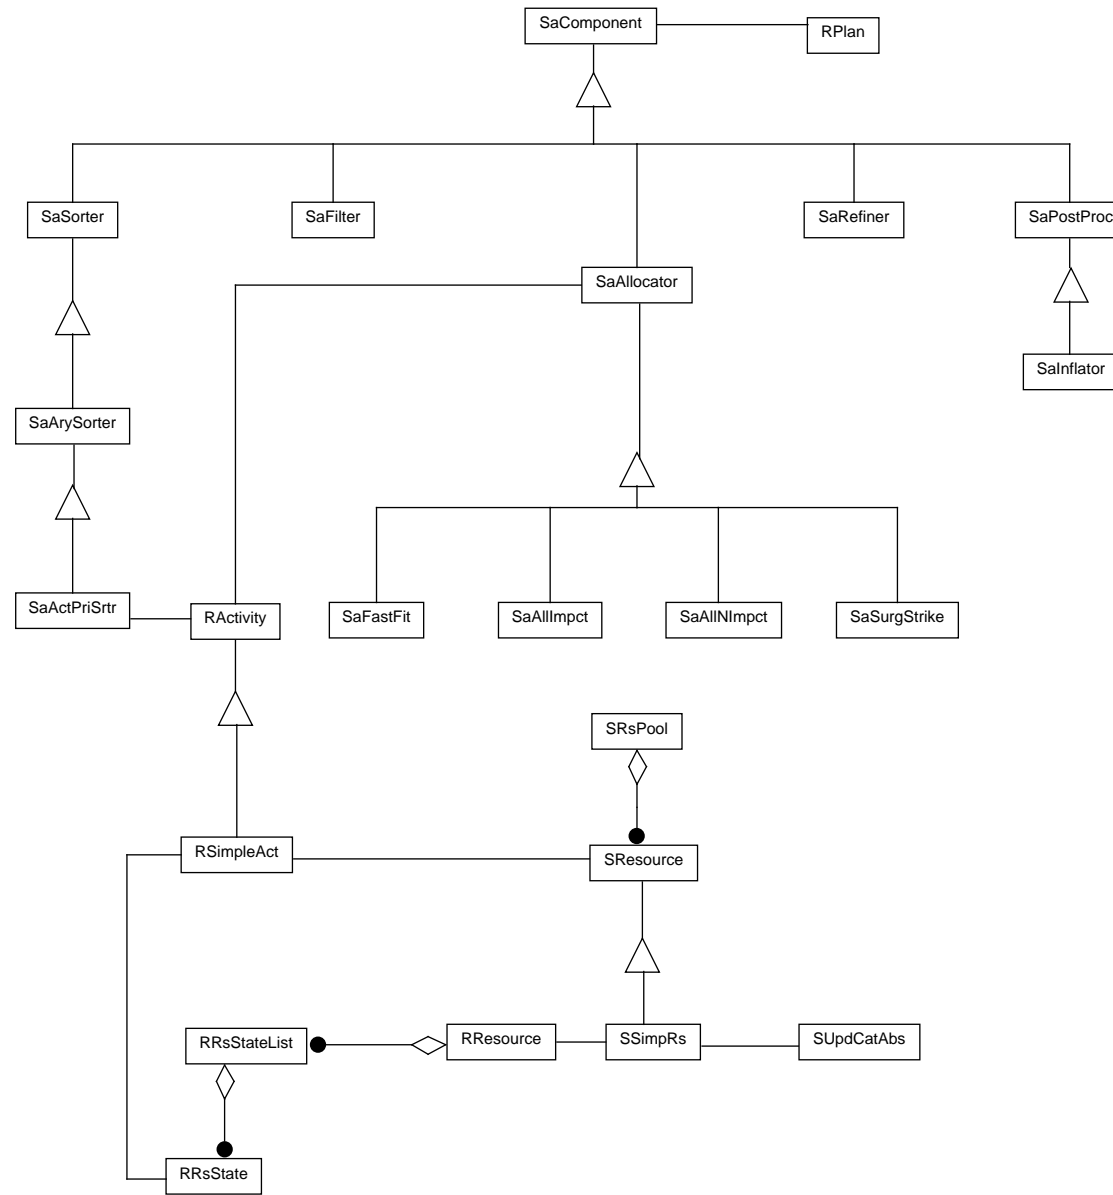 SaComponent
RPlan
SaSorter
SaFilter
SaRefiner
SaPostProc
SaAllocator
SaInflator
SaArySorter
SaActPriSrtr
RActivity
SaFastFit
SaAllImpct
SaAllNImpct
SaSurgStrike
SRsPool
RSimpleAct
SResource
RRsStateList
RResource
SSimpRs
SUpdCatAbs
RRsState